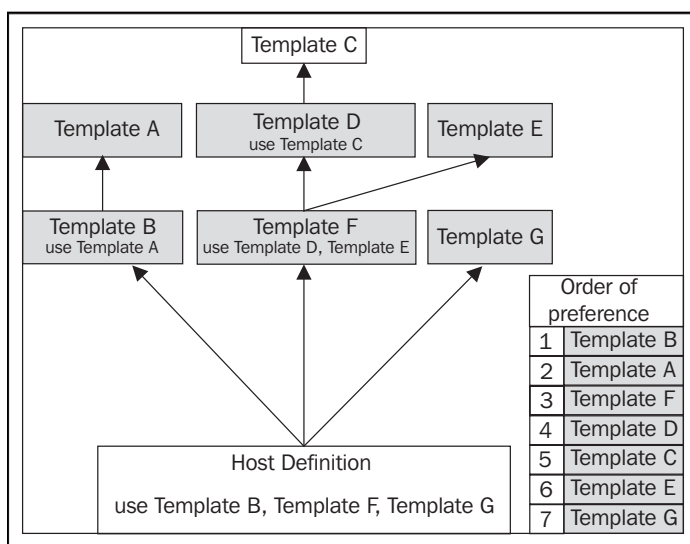 Template C
Template A
Template D
use Template C
Template E
Template B
use Template A
Template F
use Template D, Template E
Template G
Host Definition
use Template B, Template F, Template G
Order of
preference
1 Template B
2 Template A
3 Template F
4 Template D
5 Template C
6 Template E
7 Template G